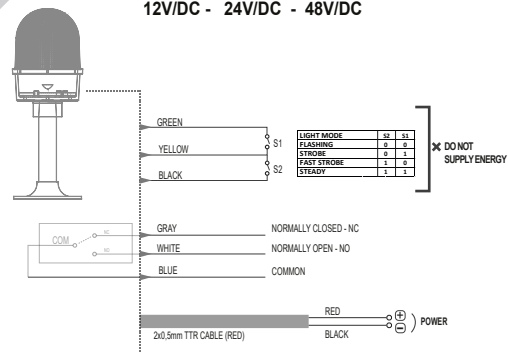 12V/DC - 24V/DC - 48V/DC
GREEN
YELLOW
BLACK
S1
S2
LIGHT MODE S2 S1
FLASHING 0 0
STROBE 0 1
FAST STROBE 1 0
STEADY 1 1
DO NOT
SUPPLY ENERGY
COM
NC
NO
GRAY NORMALLY CLOSED - NC
WHITE NORMALLY OPEN - NO
BLUE COMMON
2x0,5mm TTR CABLE (RED)
RED
BLACK
POWER